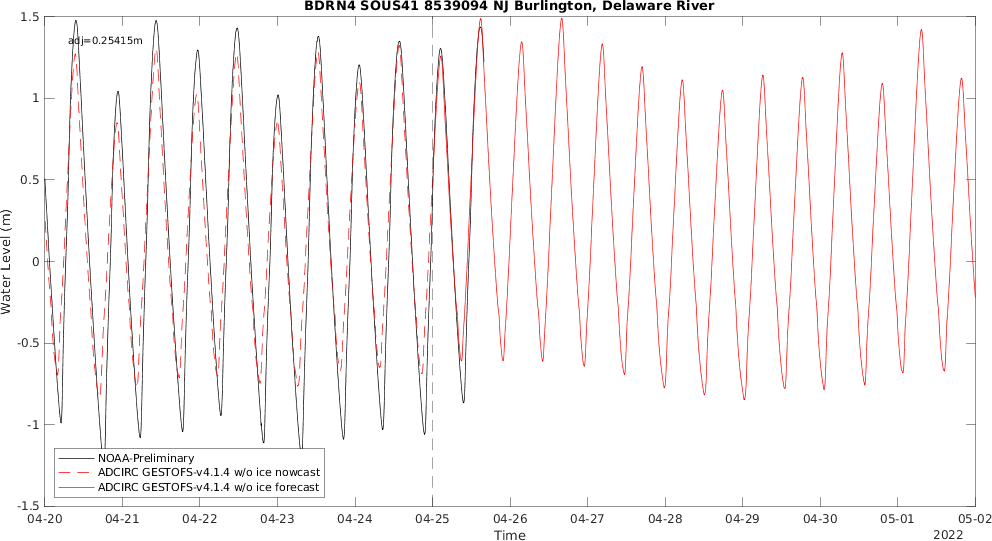 BDRN4 SOUS41 8539094 NJ Burlington, Delaware River
adj=0.25415m
1.5
1
0.5
0
-0.5
-1
-1.5
Water Level (m)
NOAA-Preliminary
ADCIRC GESTOFS-v4.1.4 w/o ice nowcast
ADCIRC GESTOFS-v4.1.4 w/o ice forecast
04-20 04-21 04-22 04-23 04-24 04-25 04-26 04-27 04-28 04-29 04-30 05-01 05-02
Time
2022